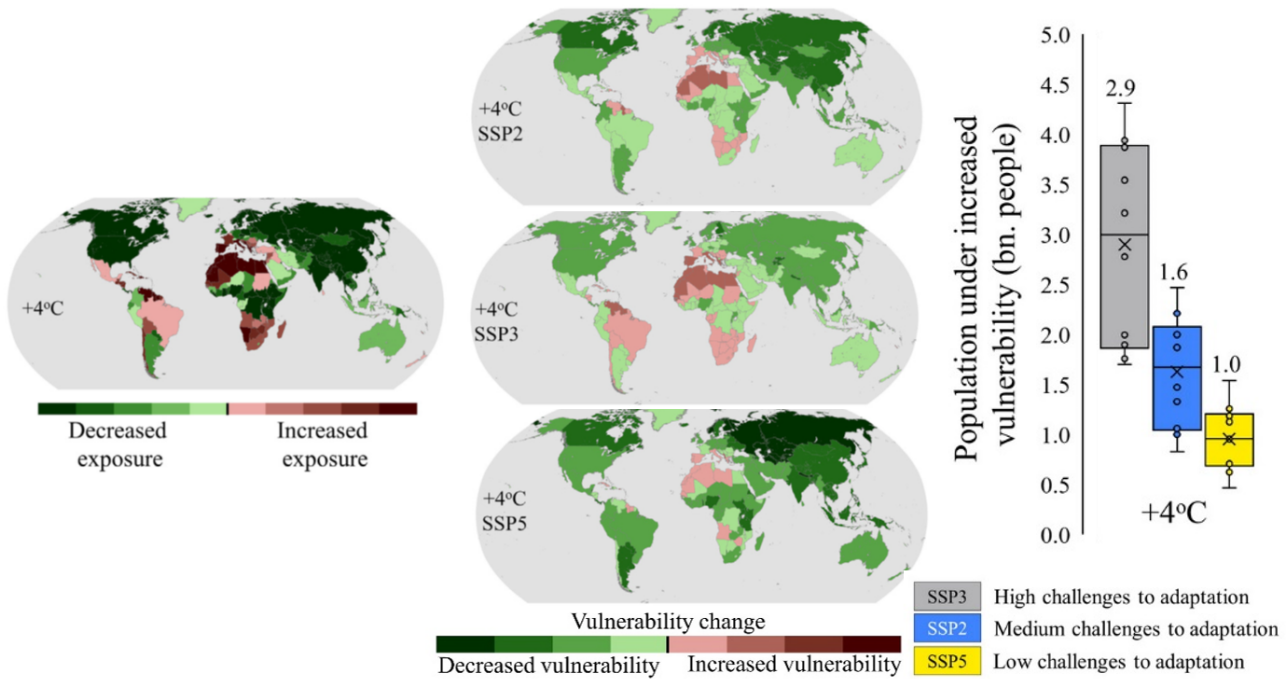 +4°C
Decreased
exposure
Increased
exposure
+4°C
SSP2
+4°C
SSP3
+4°C
SSP5
Vulnerability change
Decreased vulnerability
Increased vulnerability
Population under increased
vulnerability (bn. people)
5.0
4.5
4.0
3.5
3.0
2.5
2.0
1.5
1.0
0.5
0.0
2.9
1.6
1.0
+4°C
SSP3 High challenges to adaptation
SSP2 Medium challenges to adaptation
SSP5 Low challenges to adaptation